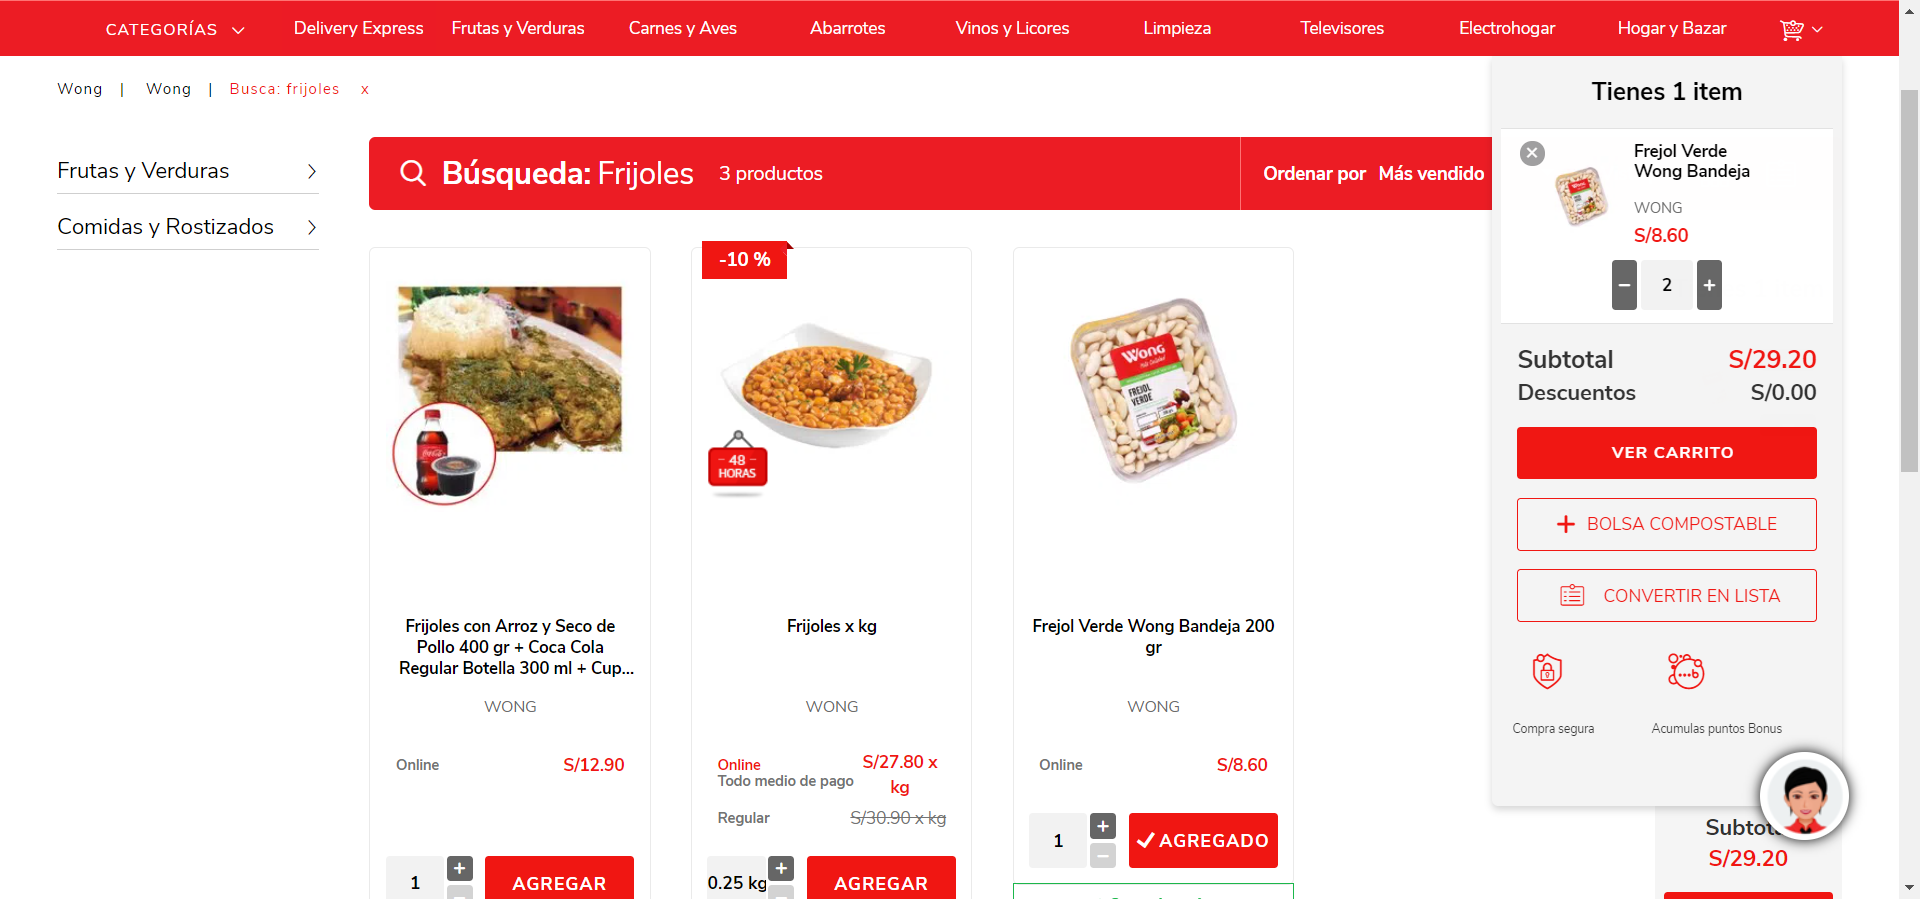 CATEGORÍAS
Delivery Express
Frutas y Verduras
Carnes y Aves
Abarrotes
Vinos y Licores
Limpieza
Televisores
Electrohogar
Hogar y Bazar
Wong | Wong | Busca: frijoles x
Frutas y Verduras
Comidas y Rostizados
Búsqueda: Frijoles 3 productos
Ordenar por Más vendido
-10 %
48
HORAS
Wong
FREJOL
VERDE
Frijoles con Arroz y Seco de
Pollo 400 gr + Coca Cola
Regular Botella 300 ml + Cup...
WONG
Online S/12.90
1 +
AGREGAR
Frijoles x kg
WONG
Online
Todo medio de pago
S/27.80 x
kg
Regular S/30.90 x kg
0.25 kg +
AGREGAR
Frejol Verde Wong Bandeja 200
gr
WONG
Online S/8.60
1 + −
AGREGADO
Tienes 1 item
Frejol Verde
Wong Bandeja
WONG
S/8.60
− 2 +
Subtotal S/29.20
Descuentos S/0.00
VER CARRITO
+ BOLSA COMPOSTABLE
CONVERTIR EN LISTA
Compra segura
Acumulas puntos Bonus
S/29.20